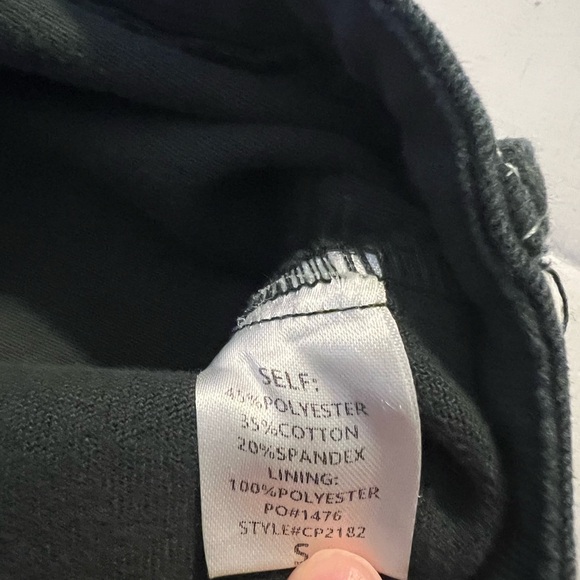 SELF:
45%POLYESTER
35%COTTON
20%SPANDEX
LINING:
100%POLYESTER
PO#1476
STYLE#CP2182
S